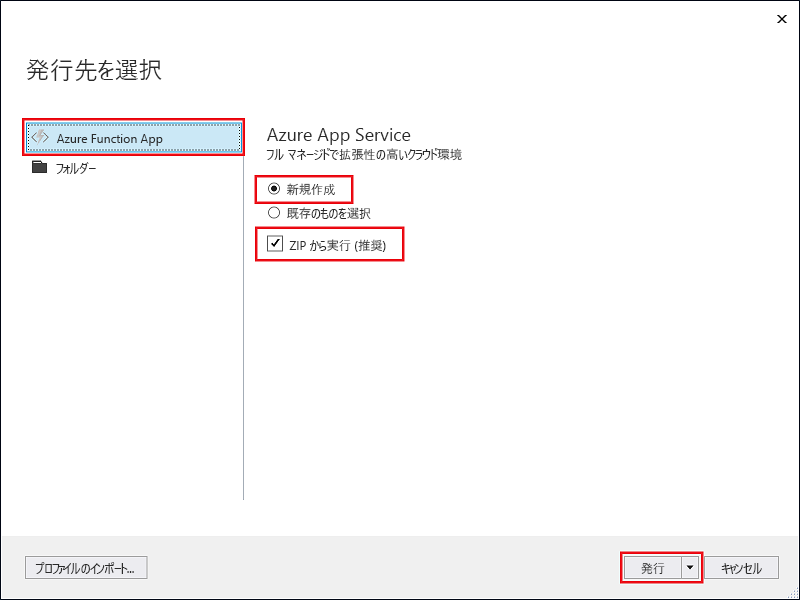 発行先を選択
Azure Function App
フォルダー
Azure App Service
フル マネージドで拡張性の高いクラウド環境
新規作成
既存のものを選択
ZIP から実行 (推奨)
プロファイルのインポート...
発行
キャンセル